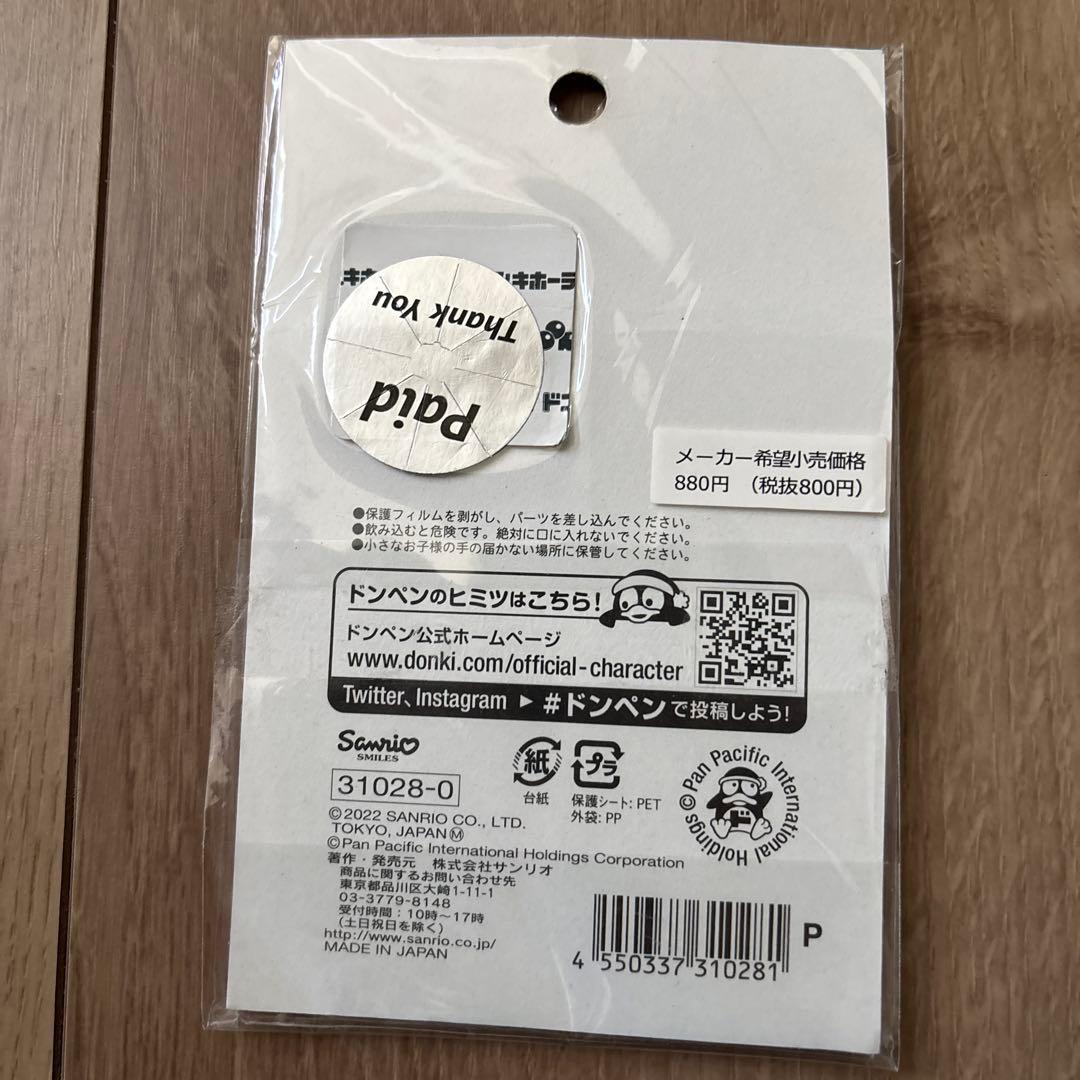 キホーテ
Thank You
Paid
メーカー希望小売価格
880円 （税抜800円）
●保護フィルムを剥がし、パーツを差し込んでください。
●飲み込むと危険です。絶対に口に入れないでください。
●小さなお子様の手の届かない場所に保管してください。
ドンペンのヒミツはこちら!
ドンペン公式ホームページ
www.donki.com/official-character
Twitter、Instagram ▶ #ドンペンで投稿しよう!
Sanrio
SMILES
31028-0
紙
台紙
プラ
保護シート: PET
外袋: PP
© Pan Pacific International Holdings
©2022 SANRIO CO., LTD.
TOKYO, JAPAN Ⓜ
©Pan Pacific International Holdings Corporation
著作・発売元 株式会社サンリオ
商品に関するお問い合わせ先
東京都品川区大崎1-11-1
03-3779-8148
受付時間：10時〜17時
(土日祝日を除く)
http://www.sanrio.co.jp/
MADE IN JAPAN
4 550337 310281
P